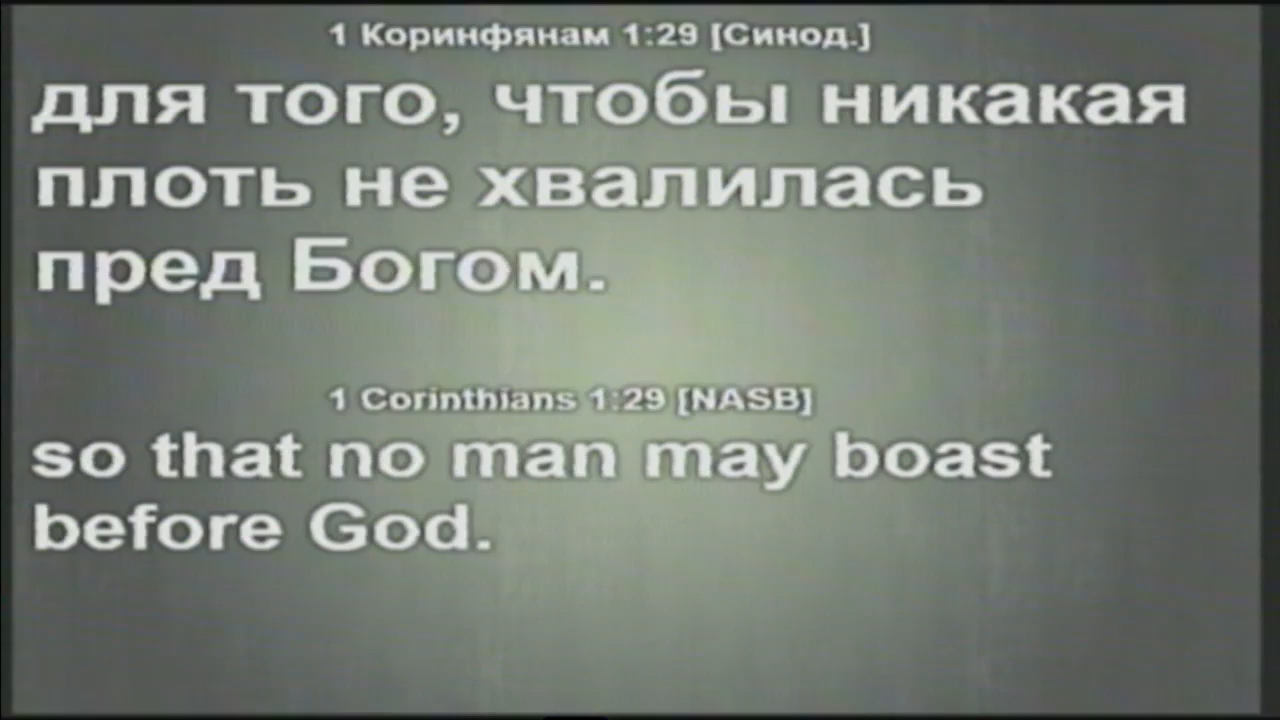 1 Коринфянам 1:29 [Синод.]
для того, чтобы никакая
плоть не хвалилась
пред Богом.
1 Corinthians 1:29 [NASB]
so that no man may boast
before God.